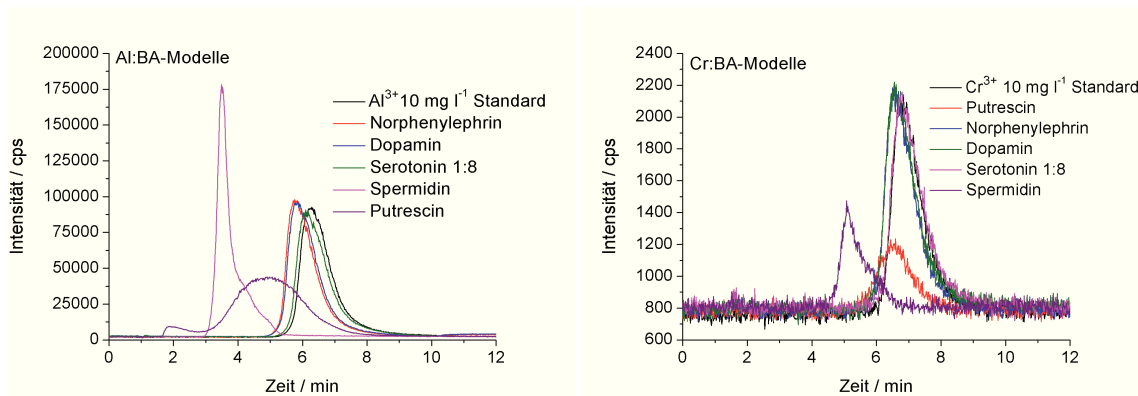 Al:BA-Modelle
200000
175000
150000
125000
100000
75000
50000
25000
0
Intensität / cps
Al³⁺10 mg l⁻¹ Standard
Norphenylephrin
Dopamin
Serotonin 1:8
Spermidin
Putrescin
0 2 4 6 8 10 12
Zeit / min
Cr:BA-Modelle
2400
2200
2000
1800
1600
1400
1200
1000
800
600
Intensität / cps
Cr³⁺ 10 mg l⁻¹ Standard
Putrescin
Norphenylephrin
Dopamin
Serotonin 1:8
Spermidin
0 2 4 6 8 10 12
Zeit / min